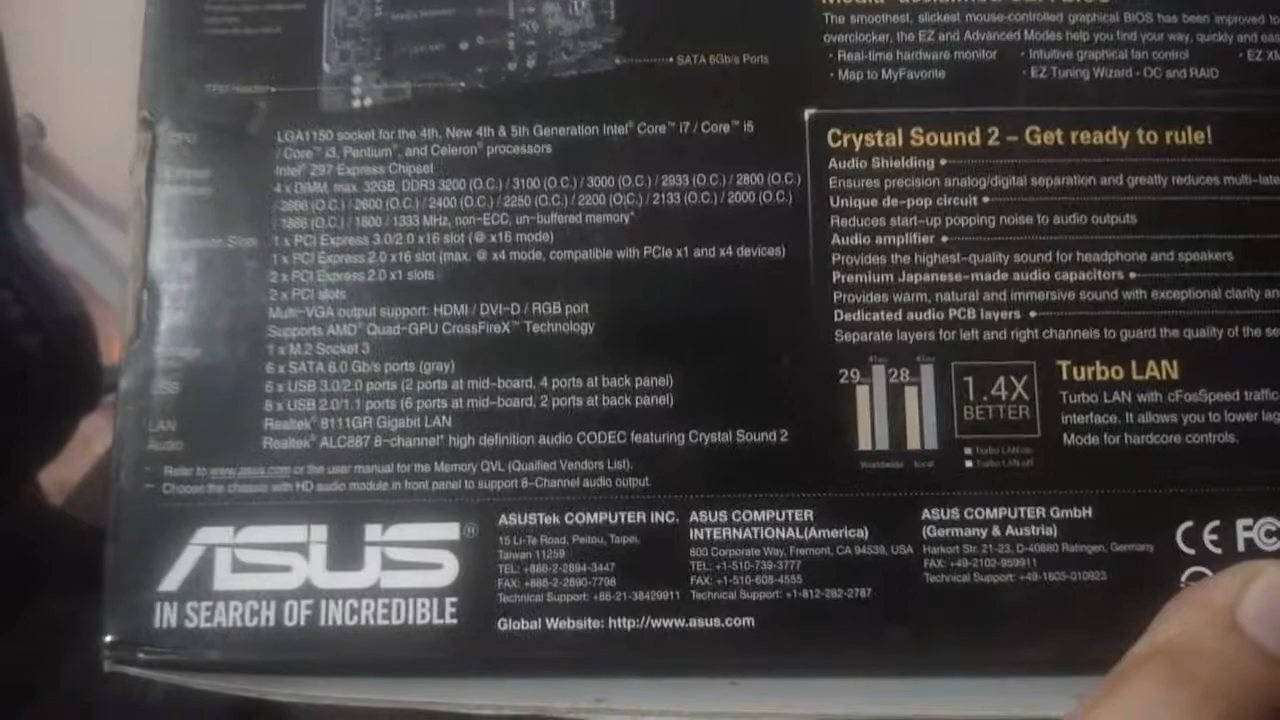 The smoothest, slickest mouse-controlled graphical BIOS has been improved to
overclocker, the EZ and Advanced Modes help you find your way, quickly and eas
· Real-time hardware monitor · Intuitive graphical fan control · EZ XM
· Map to MyFavorite · EZ Tuning Wizard - OC and RAID
SATA 6Gb/s Ports
CPU
LGA1150 socket for the 4th, New 4th & 5th Generation Intel® Core™ i7 / Core™ i5
/ Core™ i3, Pentium®, and Celeron® processors
Intel® Z97 Express Chipset
4 x DIMM, max. 32GB, DDR3 3200 (O.C.) / 3100 (O.C.) / 3000 (O.C.) / 2933 (O.C.) / 2800 (O.C.)
/ 2666 (O.C.) / 2600 (O.C.) / 2400 (O.C.) / 2250 (O.C.) / 2200 (O.C.) / 2133 (O.C.) / 2000 (O.C.)
/ 1866 (O.C.) / 1600 / 1333 MHz, non-ECC, un-buffered memory*
Slots
1 x PCI Express 3.0/2.0 x16 slot (@ x16 mode)
1 x PCI Express 2.0 x16 slot (max. @ x4 mode, compatible with PCIe x1 and x4 devices)
2 x PCI Express 2.0 x1 slots
2 x PCI slots
Multi-VGA output support: HDMI / DVI-D / RGB port
Supports AMD® Quad-GPU CrossFireX™ Technology
1 x M.2 Socket 3
6 x SATA 6.0 Gb/s ports (gray)
USB
6 x USB 3.0/2.0 ports (2 ports at mid-board, 4 ports at back panel)
8 x USB 2.0/1.1 ports (6 ports at mid-board, 2 ports at back panel)
LAN
Realtek® 8111GR Gigabit LAN
Audio
Realtek® ALC887 8-channel* high definition audio CODEC featuring Crystal Sound 2
* Refer to www.asus.com or the user manual for the Memory QVL (Qualified Vendors List).
** Choose the chassis with HD audio module in front panel to support 8-Channel audio output.
Crystal Sound 2 – Get ready to rule!
Audio Shielding
Ensures precision analog/digital separation and greatly reduces multi-late
Unique de-pop circuit
Reduces start-up popping noise to audio outputs
Audio amplifier
Provides the highest-quality sound for headphone and speakers
Premium Japanese-made audio capacitors
Provides warm, natural and immersive sound with exceptional clarity an
Dedicated audio PCB layers
Separate layers for left and right channels to guard the quality of the se
29 41 28 41
Worldwide local
1.4X
BETTER
Turbo LAN on
Turbo LAN off
Turbo LAN
Turbo LAN with cFosSpeed traffic
interface. It allows you to lower lag
Mode for hardcore controls.
ASUS®
IN SEARCH OF INCREDIBLE
ASUSTek COMPUTER INC.
15 Li-Te Road, Peitou, Taipei,
Taiwan 11259
TEL: +886-2-2894-3447
FAX: +886-2-2890-7798
Technical Support: +86-21-38429911
Global Website: http://www.asus.com
ASUS COMPUTER
INTERNATIONAL(America)
800 Corporate Way, Fremont, CA 94539, USA
TEL: +1-510-739-3777
FAX: +1-510-608-4555
Technical Support: +1-812-282-2787
ASUS COMPUTER GmbH
(Germany & Austria)
Harkort Str. 21-23, D-40880 Ratingen, Germany
FAX: +49-2102-959911
Technical Support: +49-1805-010923
CE FC